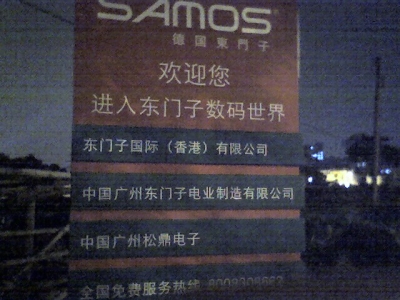 SAMOS®
德国東門子
欢迎您
进入东门子数码世界
东门子国际（香港）有限公司
中国广州东门子电业制造有限公司
中国广州松鼎电子
全国免费服务热线